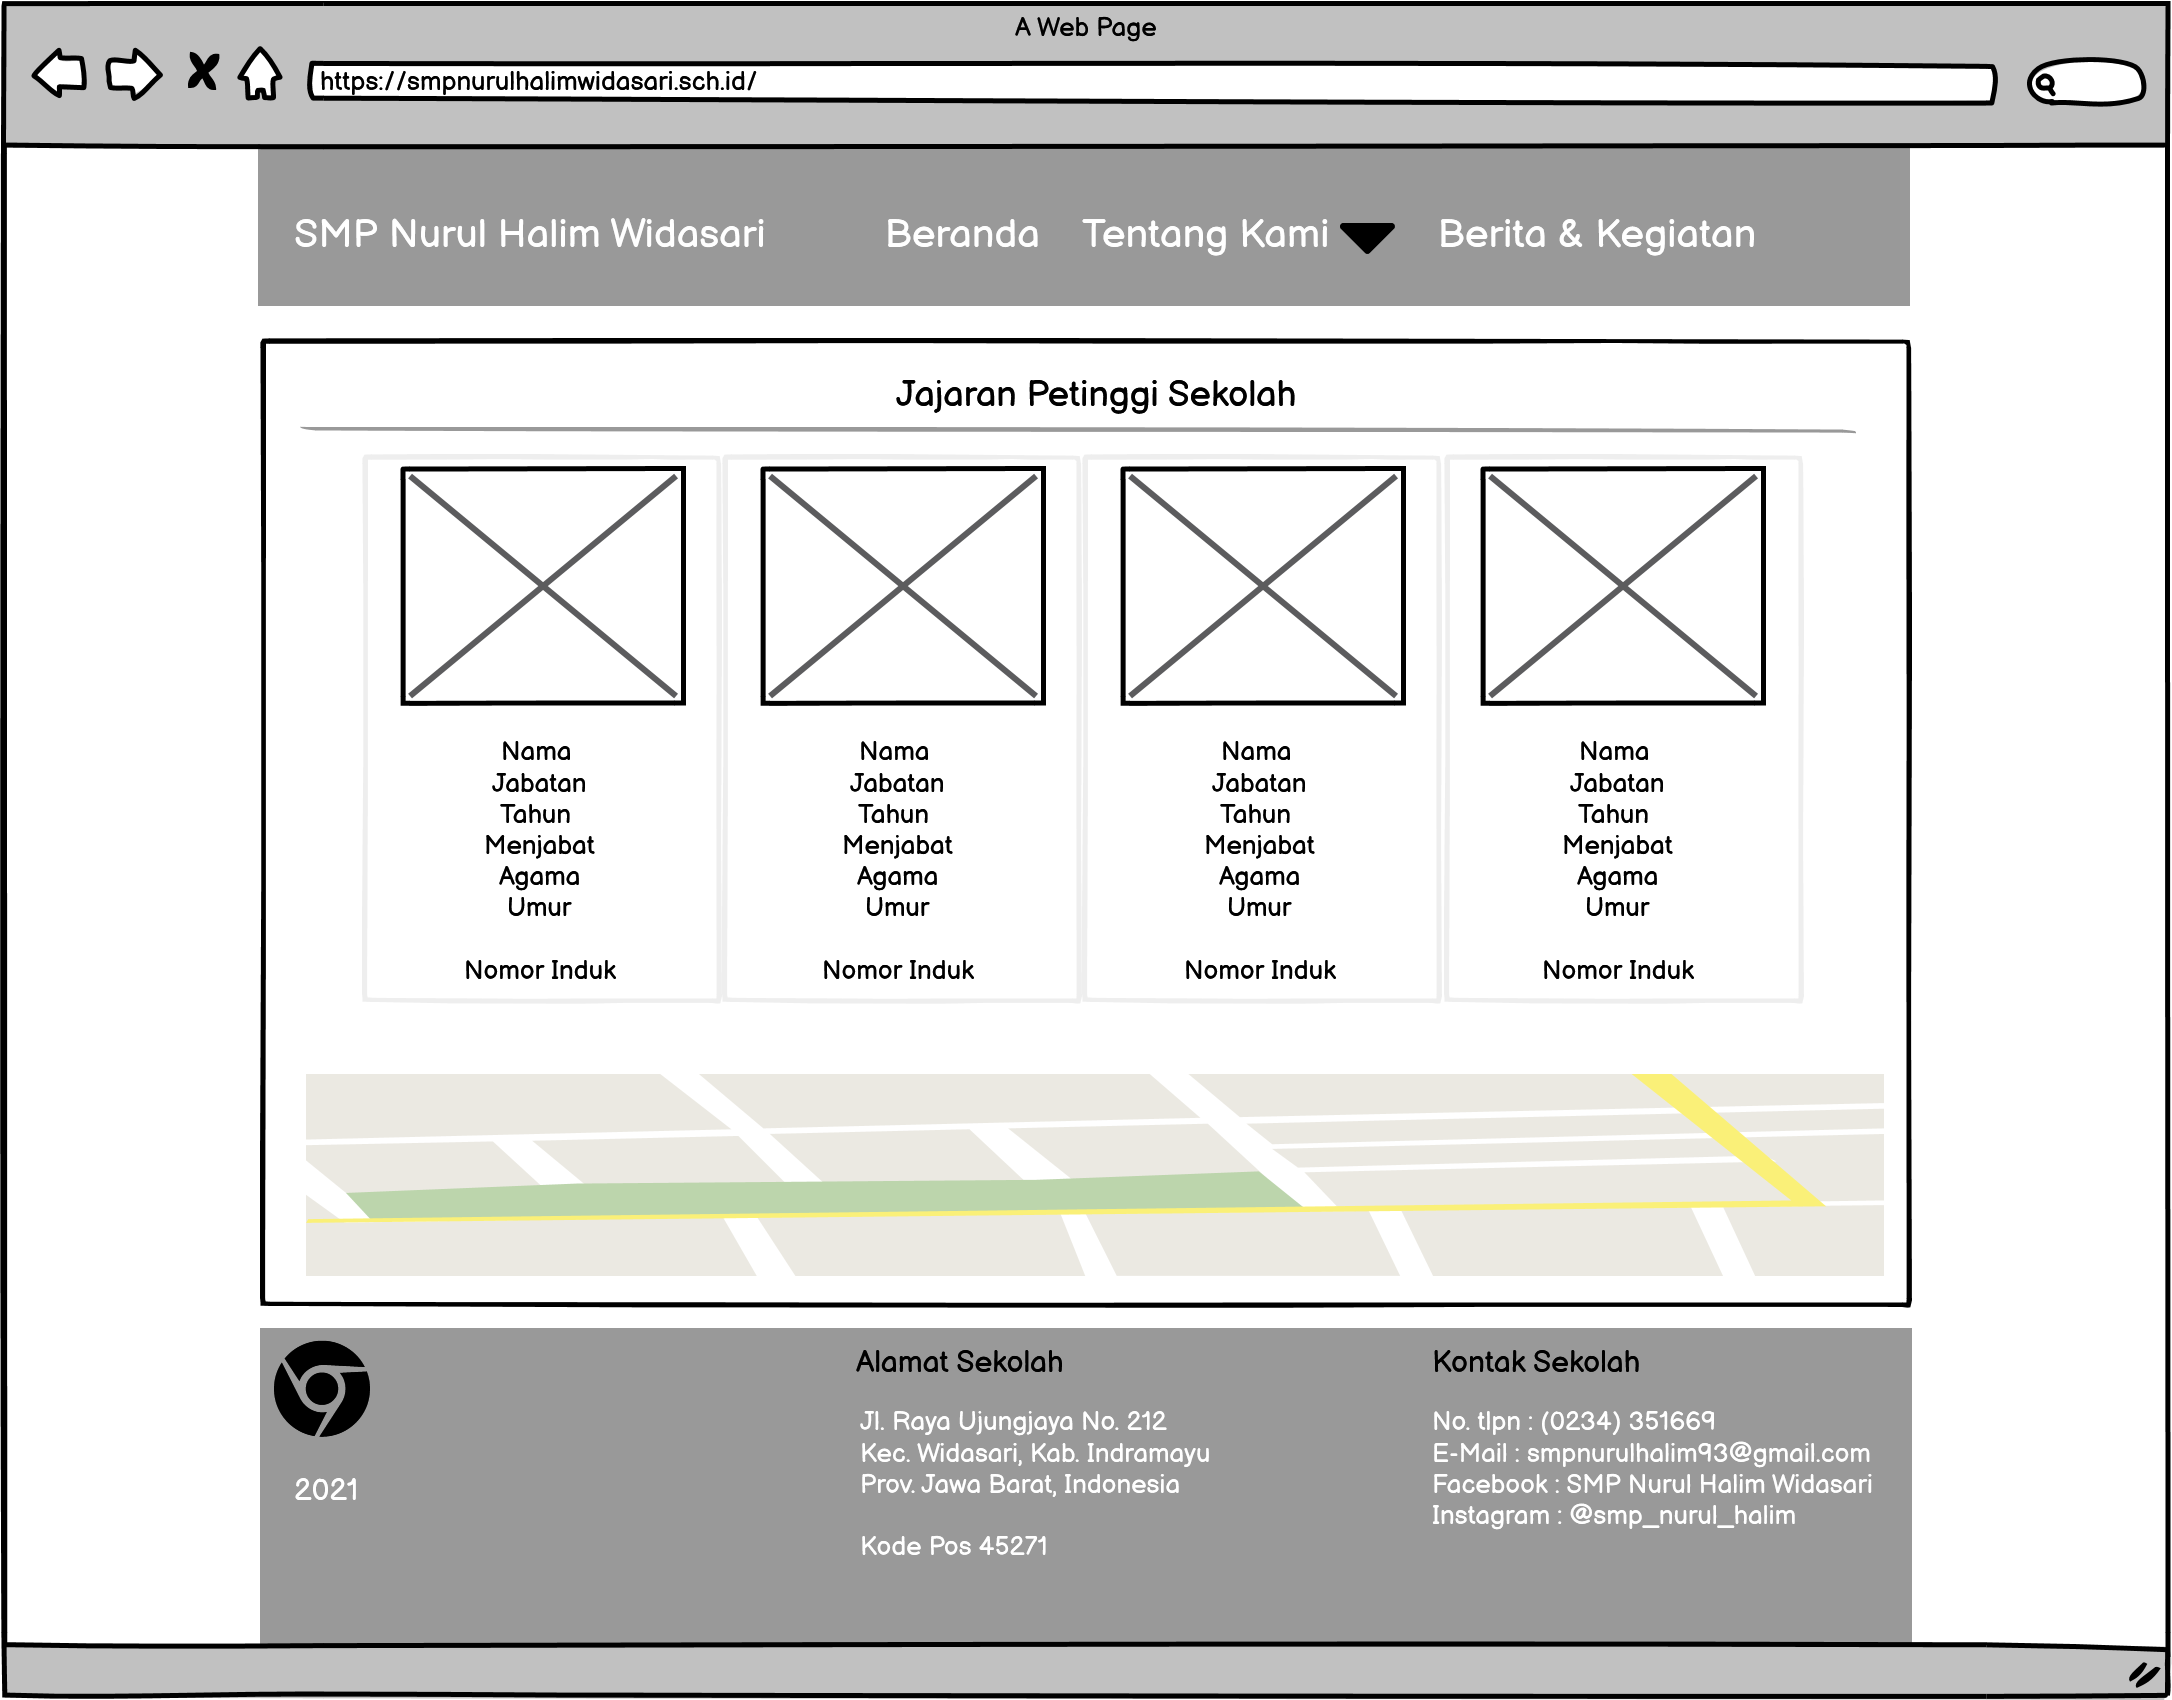 A Web Page
https://smpnurulhalimwidasari.sch.id/
SMP Nurul Halim Widasari
Beranda
Tentang Kami
Berita & Kegiatan
Jajaran Petinggi Sekolah
Nama
Jabatan
Tahun
Menjabat
Agama
Umur
Nomor Induk
Nama
Jabatan
Tahun
Menjabat
Agama
Umur
Nomor Induk
Nama
Jabatan
Tahun
Menjabat
Agama
Umur
Nomor Induk
Nama
Jabatan
Tahun
Menjabat
Agama
Umur
Nomor Induk
2021
Alamat Sekolah
Jl. Raya Ujungjaya No. 212
Kec. Widasari, Kab. Indramayu
Prov. Jawa Barat, Indonesia
Kode Pos 45271
Kontak Sekolah
No. tlpn : (0234) 351669
E-Mail : smpnurulhalim93@gmail.com
Facebook : SMP Nurul Halim Widasari
Instagram : @smp_nurul_halim